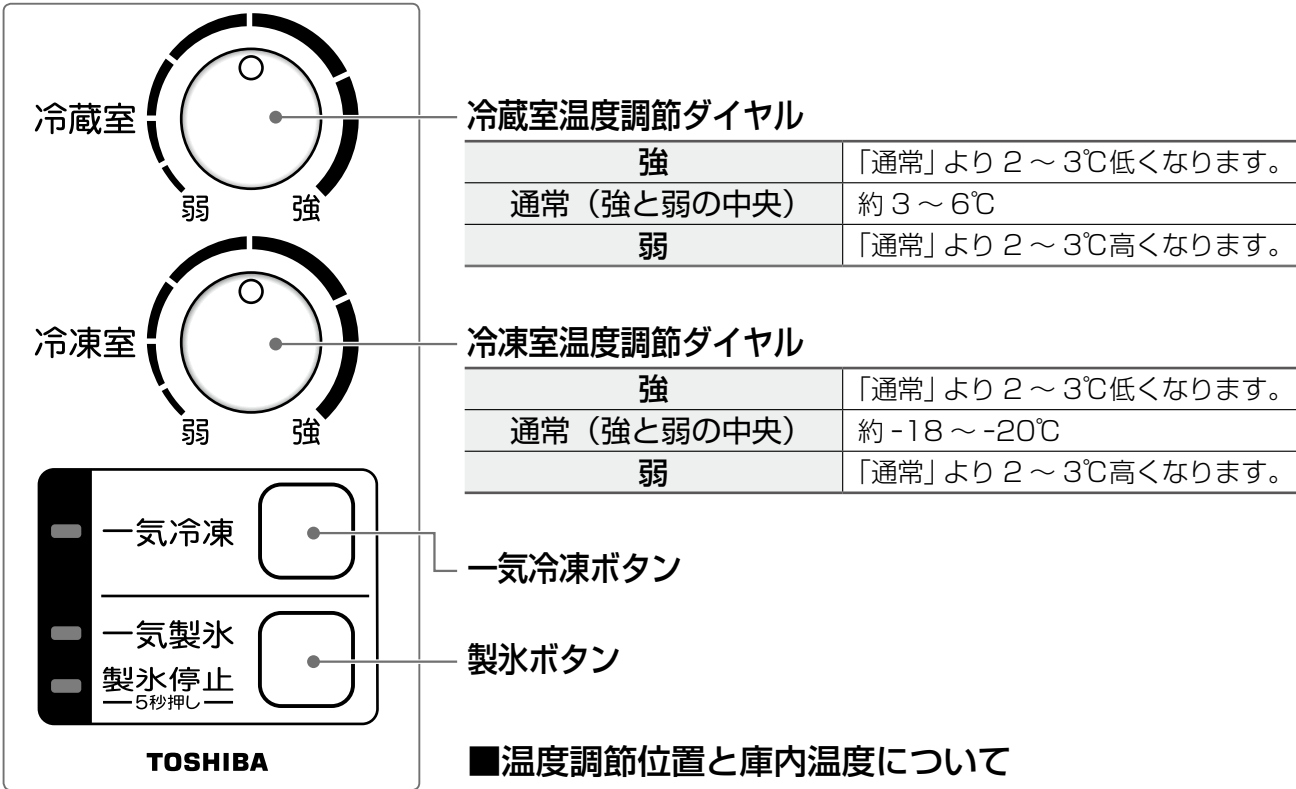 冷蔵室
弱 強
冷蔵室温度調節ダイヤル
強 「通常」より 2 ～ 3℃低くなります。
通常（強と弱の中央） 約 3 ～ 6℃
弱 「通常」より 2 ～ 3℃高くなります。
冷凍室
弱 強
冷凍室温度調節ダイヤル
強 「通常」より 2 ～ 3℃低くなります。
通常（強と弱の中央） 約 -18 ～ -20℃
弱 「通常」より 2 ～ 3℃高くなります。
一気冷凍
一気冷凍ボタン
一気製氷
製氷停止
5秒押し
製氷ボタン
TOSHIBA
■温度調節位置と庫内温度について